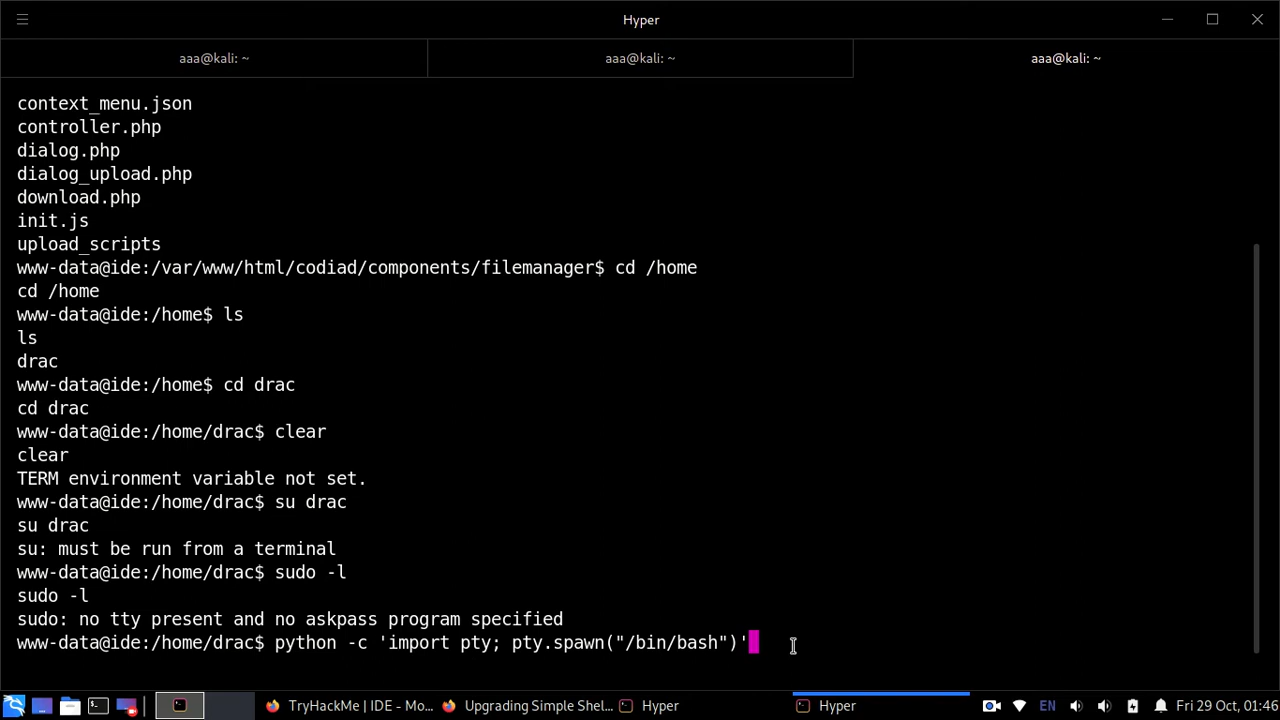 Hyper
aaa@kali: ~
aaa@kali: ~
aaa@kali: ~
context_menu.json
controller.php
dialog.php
dialog_upload.php
download.php
init.js
upload_scripts
www-data@ide:/var/www/html/codiad/components/filemanager$ cd /home
cd /home
www-data@ide:/home$ ls
ls
drac
www-data@ide:/home$ cd drac
cd drac
www-data@ide:/home/drac$ clear
clear
TERM environment variable not set.
www-data@ide:/home/drac$ su drac
su drac
su: must be run from a terminal
www-data@ide:/home/drac$ sudo -l
sudo -l
sudo: no tty present and no askpass program specified
www-data@ide:/home/drac$ python -c 'import pty; pty.spawn("/bin/bash")'
TryHackMe | IDE - Mo...
Upgrading Simple Shel...
Hyper
Hyper
EN
Fri 29 Oct, 01:46